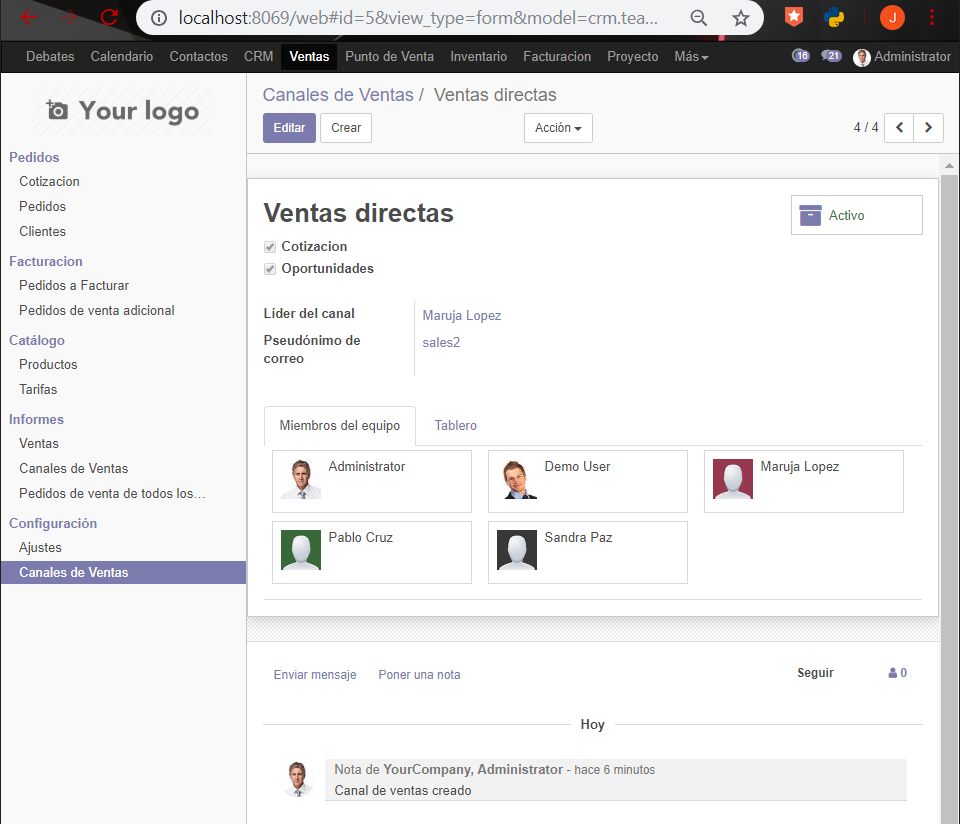 localhost:8069/web#id=5&view_type=form&model=crm.tea...
J
Debates Calendario Contactos CRM Ventas Punto de Venta Inventario Facturacion Proyecto Más 16 21 Administrator
Your logo
Canales de Ventas / Ventas directas
Editar Crear Acción 4 / 4
Pedidos
Cotizacion
Pedidos
Clientes
Facturacion
Pedidos a Facturar
Pedidos de venta adicional
Catálogo
Productos
Tarifas
Informes
Ventas
Canales de Ventas
Pedidos de venta de todos los...
Configuración
Ajustes
Canales de Ventas
Ventas directas
Activo
Cotizacion
Oportunidades
Líder del canal Maruja Lopez
Pseudónimo de
correo
sales2
Miembros del equipo Tablero
Administrator Demo User Maruja Lopez
Pablo Cruz Sandra Paz
Enviar mensaje Poner una nota Seguir 0
Hoy
Nota de YourCompany, Administrator - hace 6 minutos
Canal de ventas creado